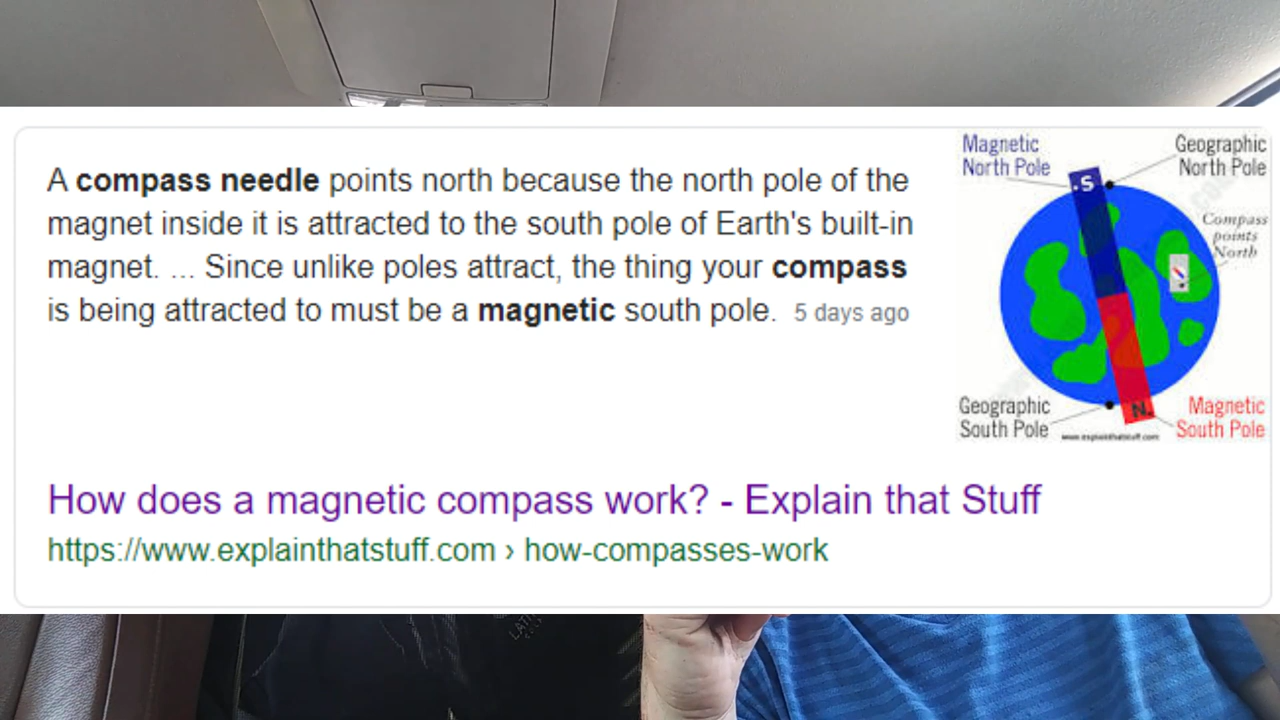 A compass needle points north because the north pole of the
magnet inside it is attracted to the south pole of Earth's built-in
magnet. ... Since unlike poles attract, the thing your compass
is being attracted to must be a magnetic south pole. 5 days ago
Magnetic
North Pole
Geographic
North Pole
S
Compass
points
North
Geographic
South Pole
N
Magnetic
South Pole
www.explainthatstuff.com
How does a magnetic compass work? - Explain that Stuff
https://www.explainthatstuff.com › how-compasses-work